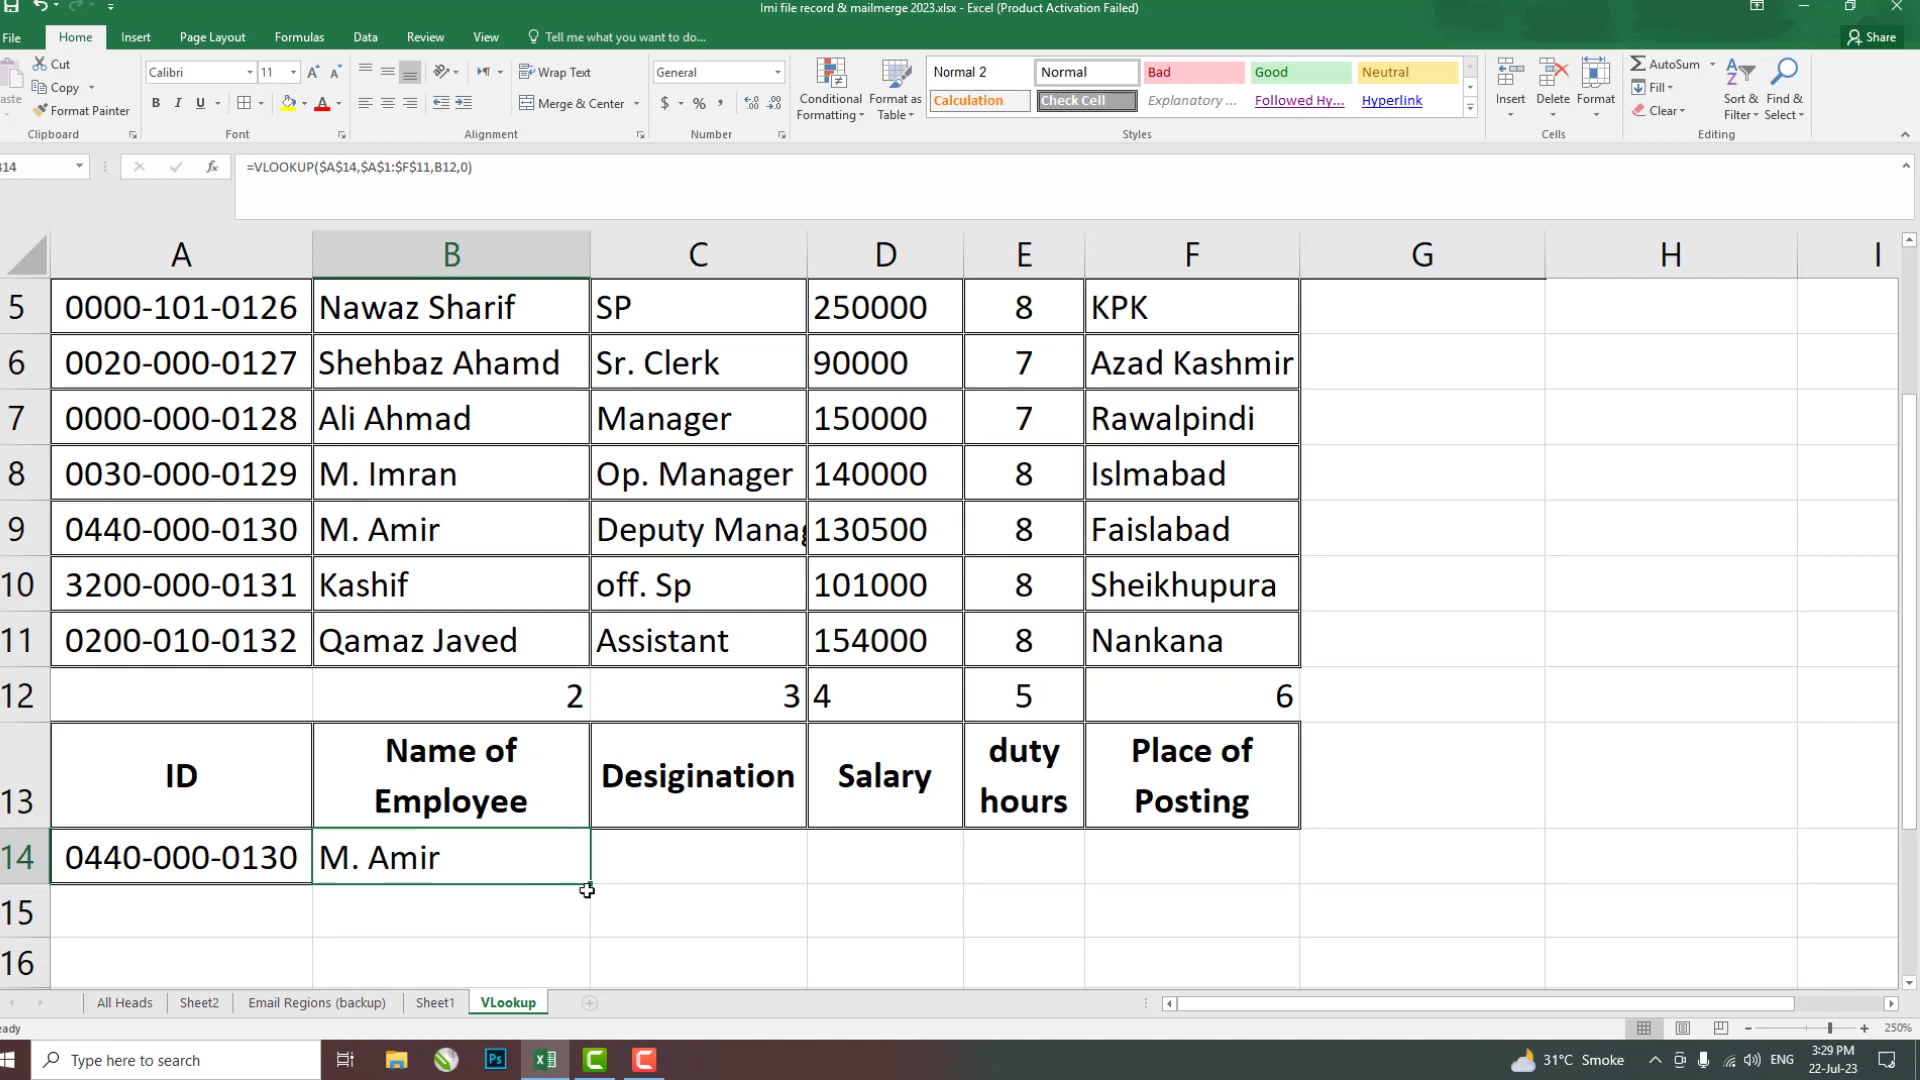 Imi file record & mailmerge 2023.xlsx - Excel (Product Activation Failed)
File Home Insert Page Layout Formulas Data Review View Tell me what you want to do... Share
Cut
Copy
Format Painter
Clipboard
Calibri 11
B I U
Font
Wrap Text
Merge & Center
Alignment
General
$ % ,
Number
Conditional Formatting
Format as Table
Normal 2 Normal Bad Good Neutral
Calculation Check Cell Explanatory ... Followed Hy... Hyperlink
Styles
Insert Delete Format
Cells
AutoSum
Fill
Clear
Sort & Filter
Find & Select
Editing
=VLOOKUP($A$14,$A$1:$F$11,B12,0)
A B C D E F G H I
5 0000-101-0126 Nawaz Sharif SP 250000 8 KPK
6 0020-000-0127 Shehbaz Ahamd Sr. Clerk 90000 7 Azad Kashmir
7 0000-000-0128 Ali Ahmad Manager 150000 7 Rawalpindi
8 0030-000-0129 M. Imran Op. Manager 140000 8 Islmabad
9 0440-000-0130 M. Amir Deputy Manag 130500 8 Faislabad
10 3200-000-0131 Kashif off. Sp 101000 8 Sheikhupura
11 0200-010-0132 Qamaz Javed Assistant 154000 8 Nankana
12 2 3 4 5 6
13 ID Name of Employee Desigination Salary duty hours Place of Posting
14 0440-000-0130 M. Amir
15
16
All Heads Sheet2 Email Regions (backup) Sheet1 VLookup
250%
Type here to search
31°C Smoke
ENG
3:29 PM
22-Jul-23